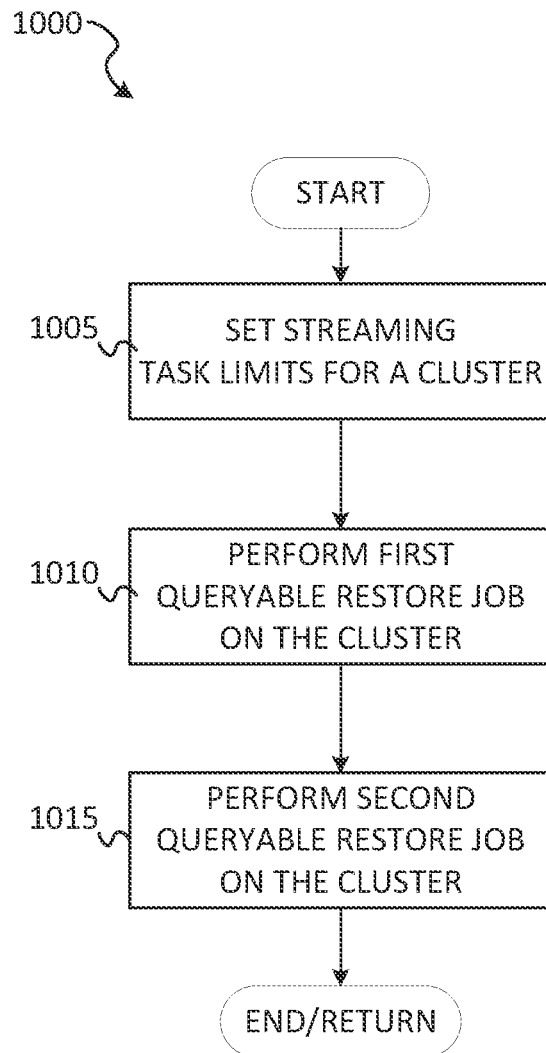 1000
START
1005
SET STREAMING
TASK LIMITS FOR A CLUSTER
1010
PERFORM FIRST
QUERYABLE RESTORE JOB
ON THE CLUSTER
1015
PERFORM SECOND
QUERYABLE RESTORE JOB
ON THE CLUSTER
END/RETURN